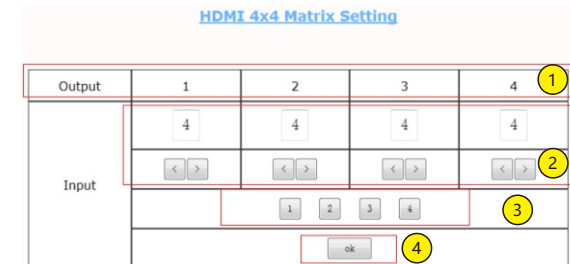 HDMI 4x4 Matrix Setting
Output 1 2 3 4 1
4 4 4 4
< > < > < > < > 2
Input
1 2 3 4 3
ok 4